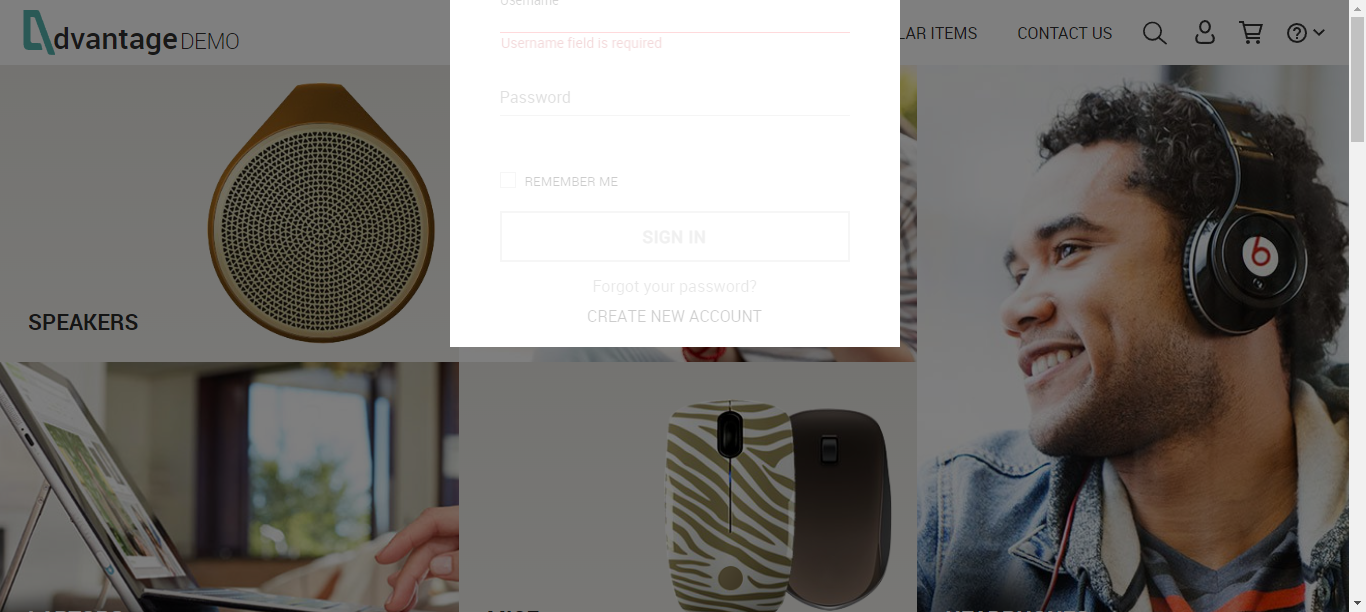 dvantage DEMO
LAR ITEMS
CONTACT US
Username
Username field is required
Password
REMEMBER ME
SIGN IN
Forgot your password?
CREATE NEW ACCOUNT
SPEAKERS